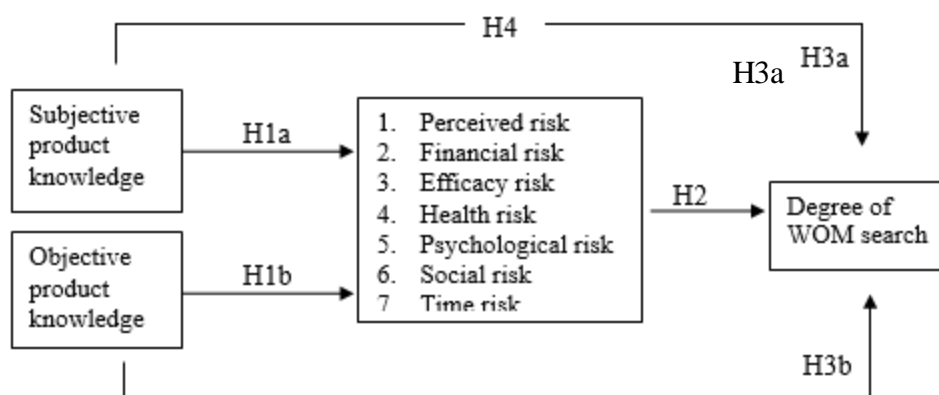 H4
H3a
H3a
Subjective
product
knowledge
H1a
1. Perceived risk
2. Financial risk
3. Efficacy risk
4. Health risk
5. Psychological risk
6. Social risk
7 Time risk
H2
Degree of
WOM search
Objective
product
knowledge
H1b
H3b